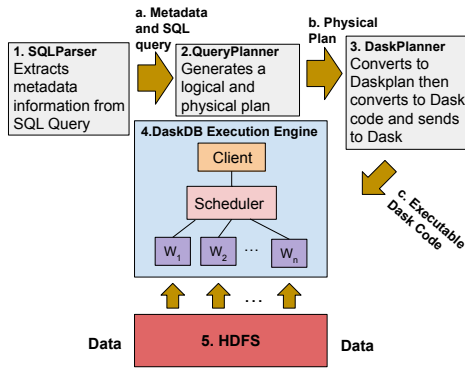 a. Metadata
and SQL
query
b. Physical
Plan
1. SQLParser
Extracts
metadata
information from
SQL Query
2.QueryPlanner
Generates a
logical and
physical plan
3. DaskPlanner
Converts to
Daskplan then
converts to Dask
code and sends
to Dask
4.DaskDB Execution Engine
Client
Scheduler
W1
W2
...
Wn
c. Executable
Dask Code
...
Data
5. HDFS
Data